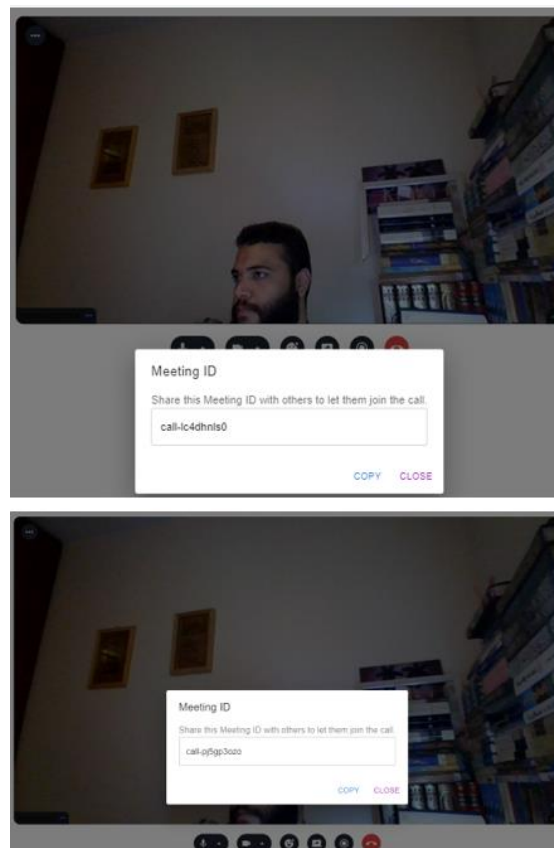 Meeting ID
Share this Meeting ID with others to let them join the call.
call-lc4dhnls0
COPY CLOSE
Meeting ID
Share this Meeting ID with others to let them join the call.
call-pj5gp3ozo
COPY CLOSE